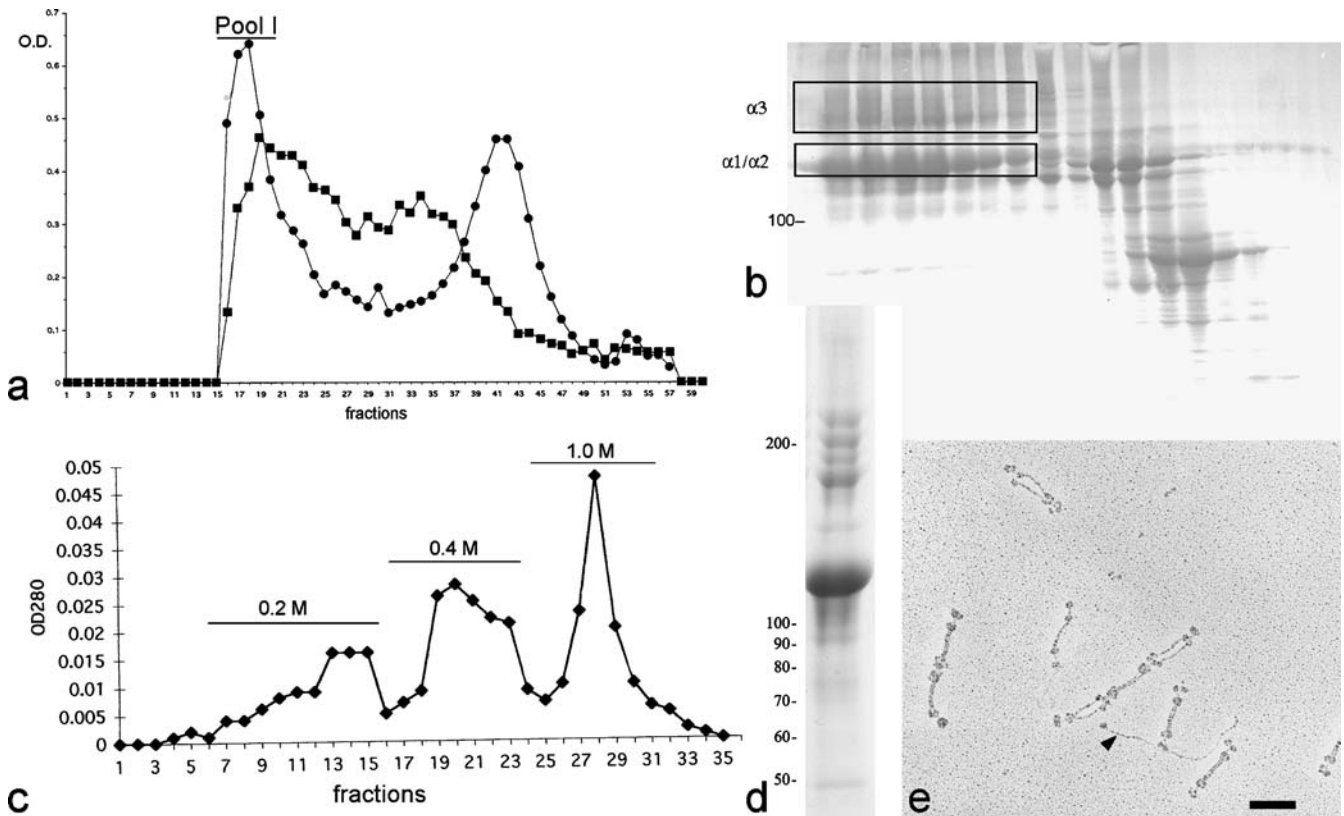 Pool I
O.D.
0.7
0.6
0.5
0.4
0.3
0.2
0.1
0
1 3 5 7 9 11 13 15 17 19 21 23 25 27 29 31 33 35 37 39 41 43 45 47 49 51 53 55 57 59
fractions
a
α3
α1/α2
100–
b
0.05
0.045
0.04
0.035
0.03
0.025
0.02
0.015
0.01
0.005
0
OD280
0.2 M
0.4 M
1.0 M
1 3 5 7 9 11 13 15 17 19 21 23 25 27 29 31 33 35
fractions
c
200-
100-
90-
80-
70-
60-
50-
d
e